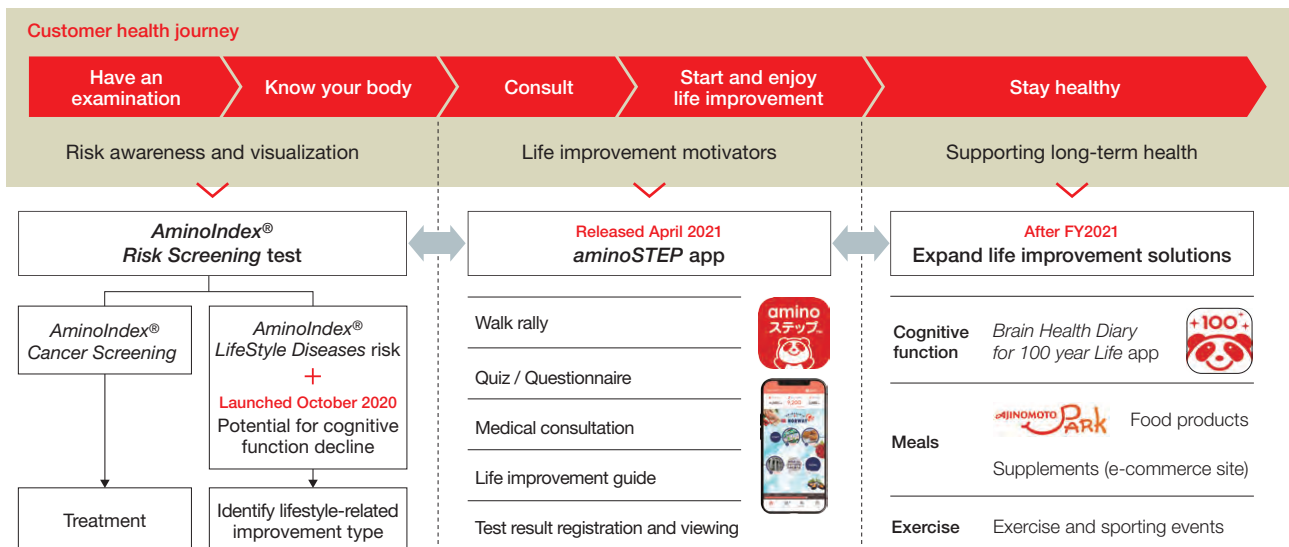 Customer health journey
Have an
examination
Know your body
Consult
Start and enjoy
life improvement
Stay healthy
Risk awareness and visualization
Life improvement motivators
Supporting long-term health
AminoIndex®
Risk Screening test
AminoIndex®
Cancer Screening
AminoIndex®
LifeStyle Diseases risk
+
Launched October 2020
Potential for cognitive
function decline
Treatment
Identify lifestyle-related
improvement type
Released April 2021
aminoSTEP app
Walk rally
Quiz / Questionnaire
Medical consultation
Life improvement guide
Test result registration and viewing
amino
ステップ
After FY2021
Expand life improvement solutions
Cognitive
function
Brain Health Diary
for 100 year Life app
+100+
Meals
AJINOMOTO
PARK
Food products
Supplements (e-commerce site)
Exercise
Exercise and sporting events